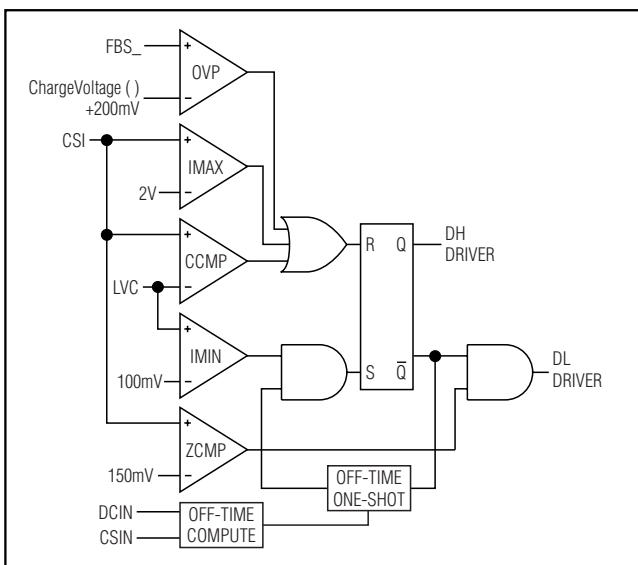 FBS_
+
OVP
ChargeVoltage ( )
+200mV
−
CSI
+
IMAX
2V
−
+
CCMP
LVC
−
+
IMIN
100mV
−
+
ZCMP
150mV
−
DCIN
CSIN
OFF-TIME
COMPUTE
OFF-TIME
ONE-SHOT
R Q
S Q
DH
DRIVER
DL
DRIVER